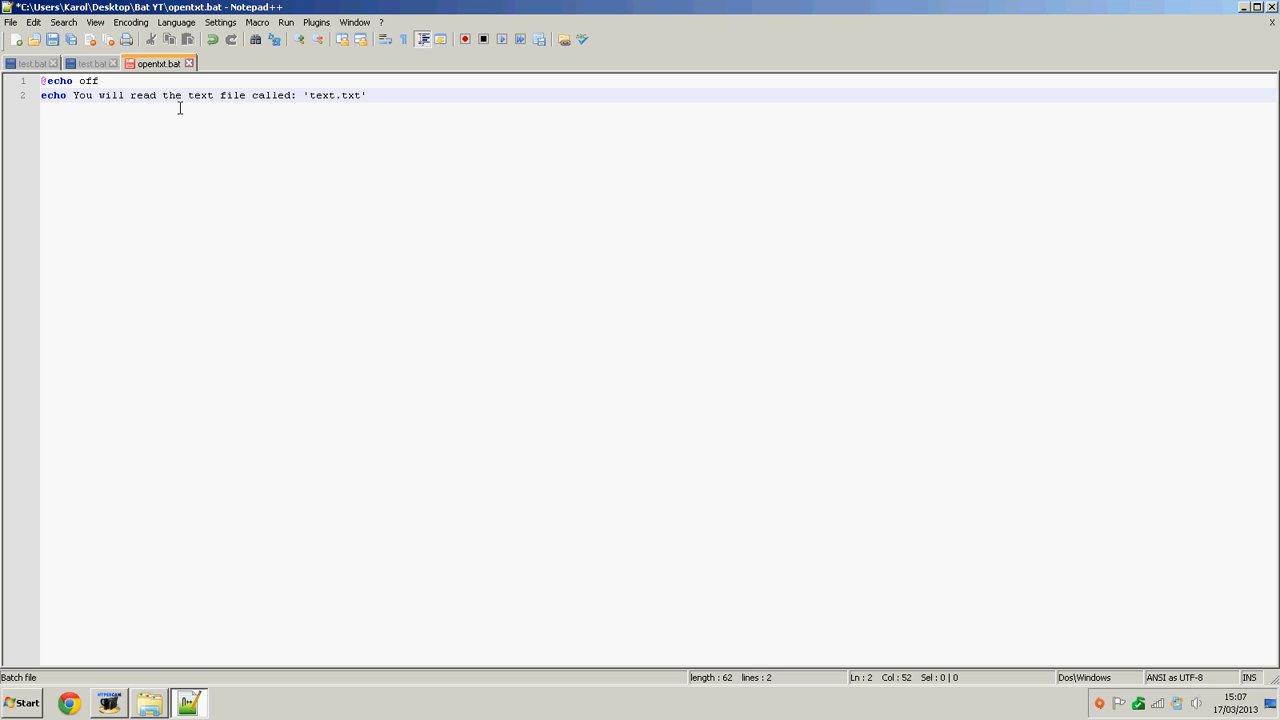 *C:\Users\Karol\Desktop\Bat YT\opentxt.bat - Notepad++
File Edit Search View Encoding Language Settings Macro Run Plugins Window ?
X
test.bat test.bat opentxt.bat
1 @echo off
2 echo You will read the text file called: 'text.txt'
Batch file length : 62 lines : 2 Ln : 2 Col : 52 Sel : 0 | 0 Dos\Windows ANSI as UTF-8 INS
Start
15:07
17/03/2013